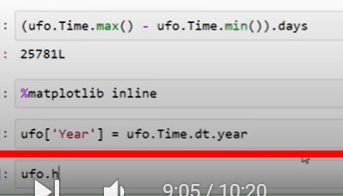 : (ufo.Time.max() - ufo.Time.min()).days
: 25781L
: %matplotlib inline
: ufo['Year'] = ufo.Time.dt.year
: ufo.h
9:05 / 10:20